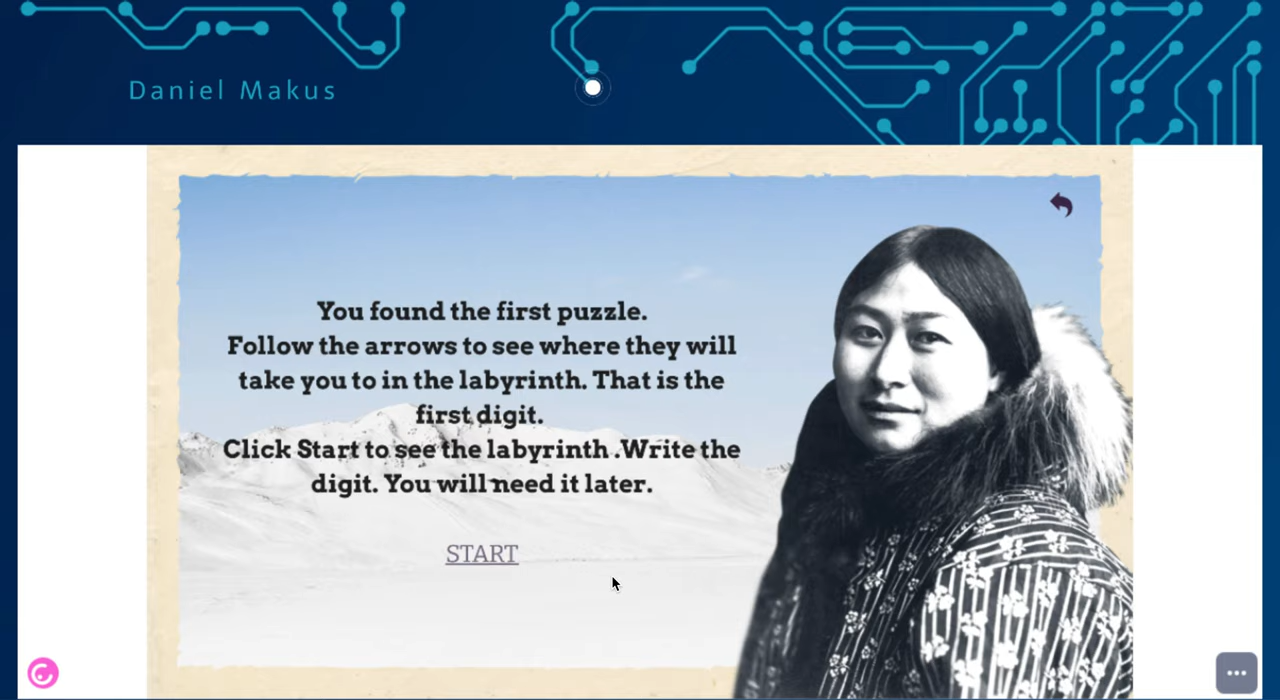 Daniel Makus
You found the first puzzle.
Follow the arrows to see where they will
take you to in the labyrinth. That is the
first digit.
Click Start to see the labyrinth .Write the
digit. You will need it later.
START